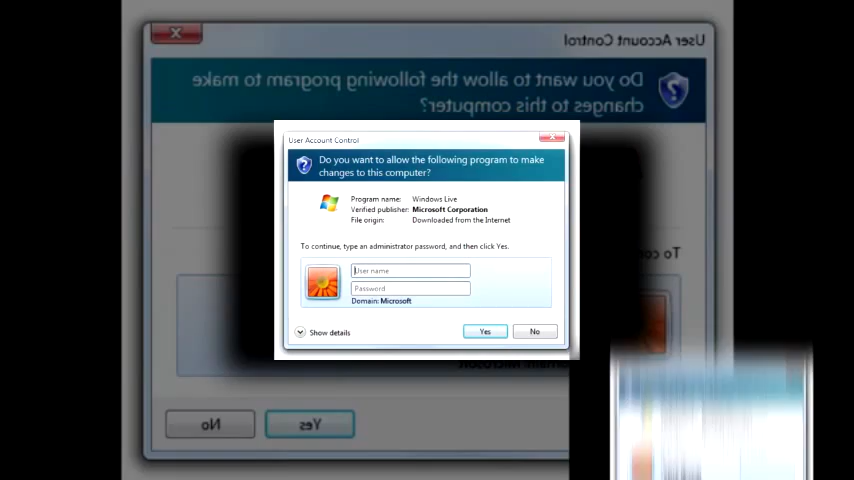 User Account Control
Do you want to allow the following program to make
changes to this computer?
User Account Control
Do you want to allow the following program to make
changes to this computer?
Program name: Windows Live
Verified publisher: Microsoft Corporation
File origin: Downloaded from the Internet
To continue, type an administrator password, and then click Yes.
To co
User name
Password
Domain: Microsoft
Show details
Yes
No
No
Yes